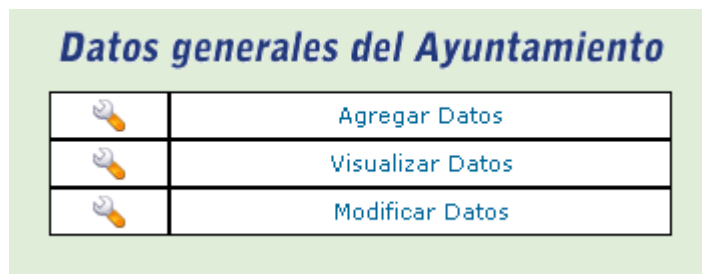 Datos generales del Ayuntamiento
Agregar Datos
Visualizar Datos
Modificar Datos